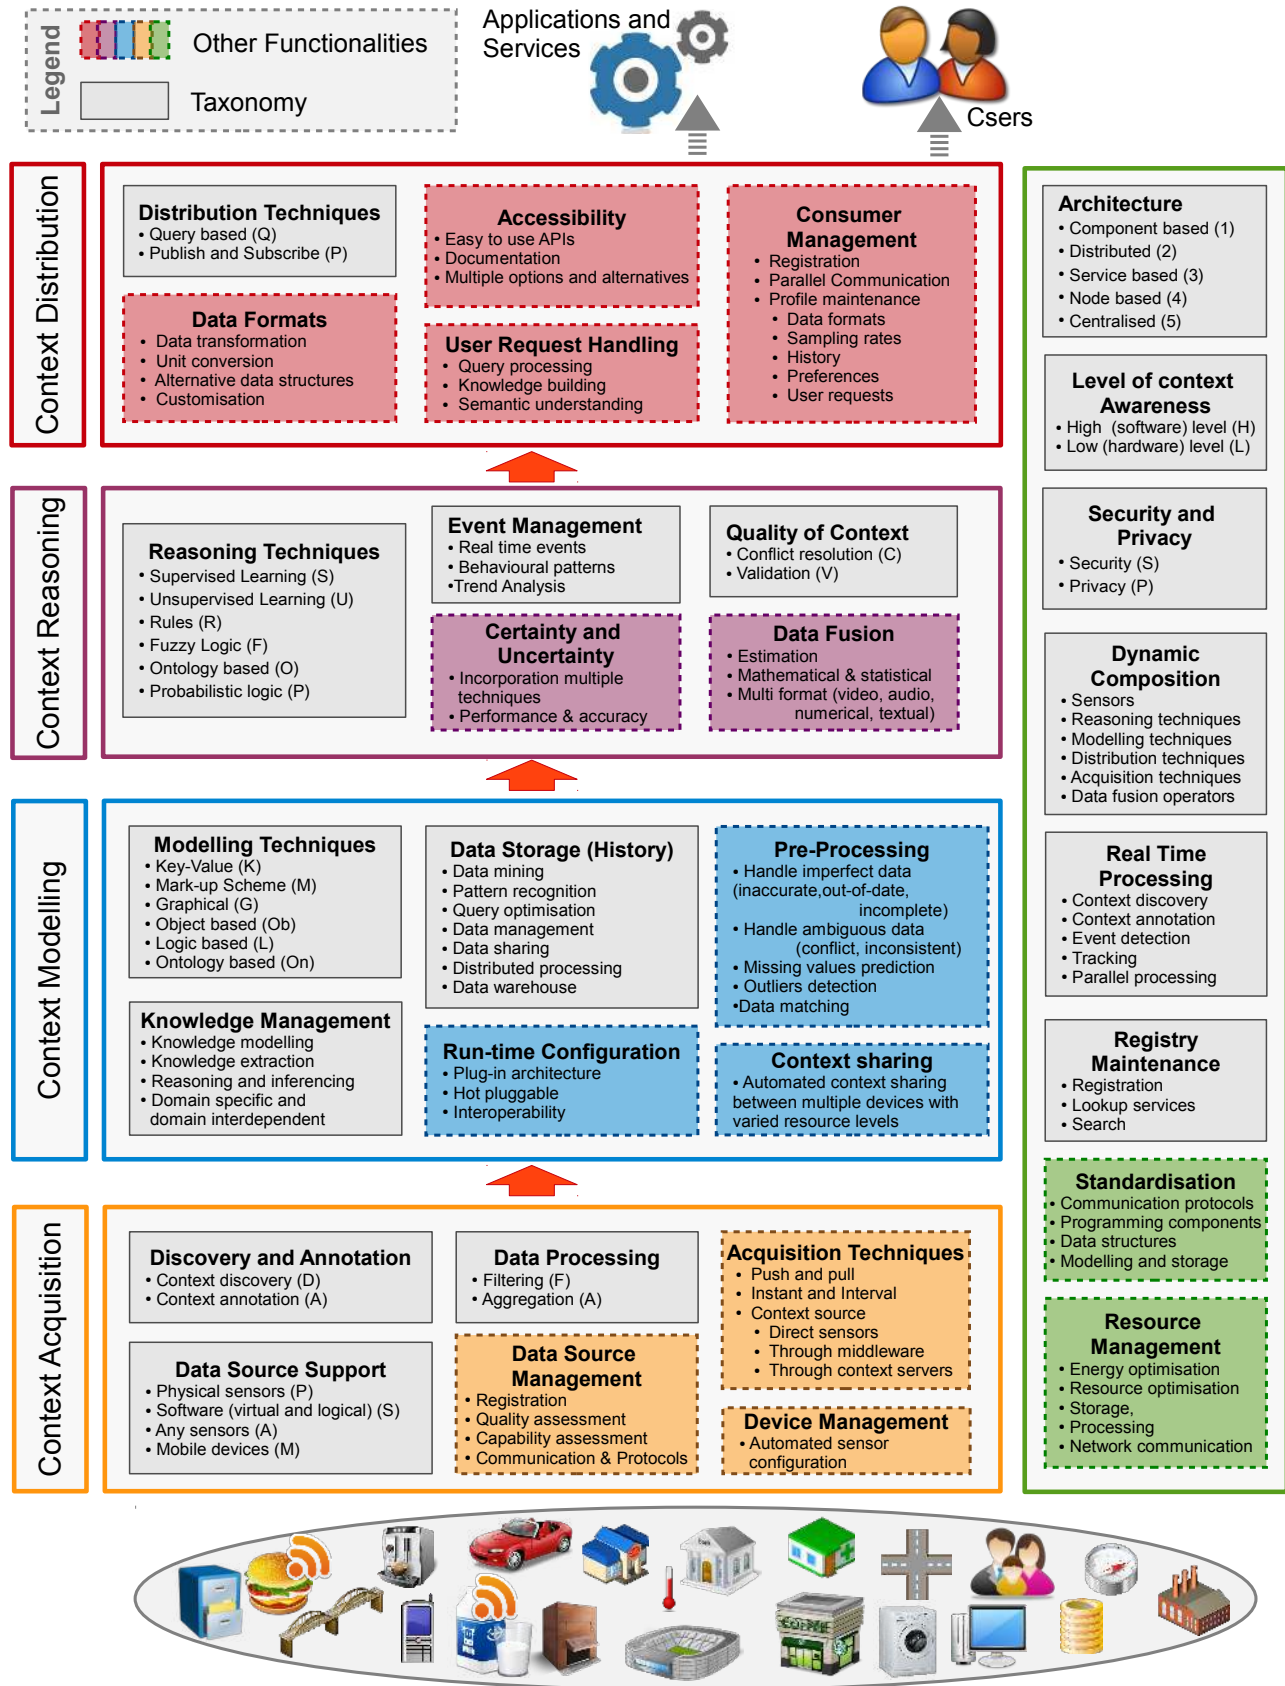 Legend
Other Functionalities
Taxonomy
Applications and
Services
Csers
Context Distribution
Distribution Techniques
• Query based (Q)
• Publish and Subscribe (P)
Data Formats
• Data transformation
• Unit conversion
• Alternative data structures
• Customisation
Accessibility
• Easy to use APIs
• Documentation
• Multiple options and alternatives
User Request Handling
• Query processing
• Knowledge building
• Semantic understanding
Consumer
Management
• Registration
• Parallel Communication
• Profile maintenance
• Data formats
• Sampling rates
• History
• Preferences
• User requests
Context Reasoning
Reasoning Techniques
• Supervised Learning (S)
• Unsupervised Learning (U)
• Rules (R)
• Fuzzy Logic (F)
• Ontology based (O)
• Probabilistic logic (P)
Event Management
• Real time events
• Behavioural patterns
•Trend Analysis
Certainty and
Uncertainty
• Incorporation multiple
techniques
• Performance & accuracy
Quality of Context
• Conflict resolution (C)
• Validation (V)
Data Fusion
• Estimation
• Mathematical & statistical
• Multi format (video, audio,
numerical, textual)
Context Modelling
Modelling Techniques
• Key-Value (K)
• Mark-up Scheme (M)
• Graphical (G)
• Object based (Ob)
• Logic based (L)
• Ontology based (On)
Knowledge Management
• Knowledge modelling
• Knowledge extraction
• Reasoning and inferencing
• Domain specific and
domain interdependent
Data Storage (History)
• Data mining
• Pattern recognition
• Query optimisation
• Data management
• Data sharing
• Distributed processing
• Data warehouse
Run-time Configuration
• Plug-in architecture
• Hot pluggable
• Interoperability
Pre-Processing
• Handle imperfect data
(inaccurate,out-of-date,
incomplete)
• Handle ambiguous data
(conflict, inconsistent)
• Missing values prediction
• Outliers detection
•Data matching
Context sharing
• Automated context sharing
between multiple devices with
varied resource levels
Context Acquisition
Discovery and Annotation
• Context discovery (D)
• Context annotation (A)
Data Source Support
• Physical sensors (P)
• Software (virtual and logical) (S)
• Any sensors (A)
• Mobile devices (M)
Data Processing
• Filtering (F)
• Aggregation (A)
Data Source
Management
• Registration
• Quality assessment
• Capability assessment
• Communication & Protocols
Acquisition Techniques
• Push and pull
• Instant and Interval
• Context source
• Direct sensors
• Through middleware
• Through context servers
Device Management
• Automated sensor
configuration
Architecture
• Component based (1)
• Distributed (2)
• Service based (3)
• Node based (4)
• Centralised (5)
Level of context
Awareness
• High (software) level (H)
• Low (hardware) level (L)
Security and
Privacy
• Security (S)
• Privacy (P)
Dynamic
Composition
• Sensors
• Reasoning techniques
• Modelling techniques
• Distribution techniques
• Acquisition techniques
• Data fusion operators
Real Time
Processing
• Context discovery
• Context annotation
• Event detection
• Tracking
• Parallel processing
Registry
Maintenance
• Registration
• Lookup services
• Search
Standardisation
• Communication protocols
• Programming components
• Data structures
• Modelling and storage
Resource
Management
• Energy optimisation
• Resource optimisation
• Storage,
• Processing
• Network communication
COFFEE